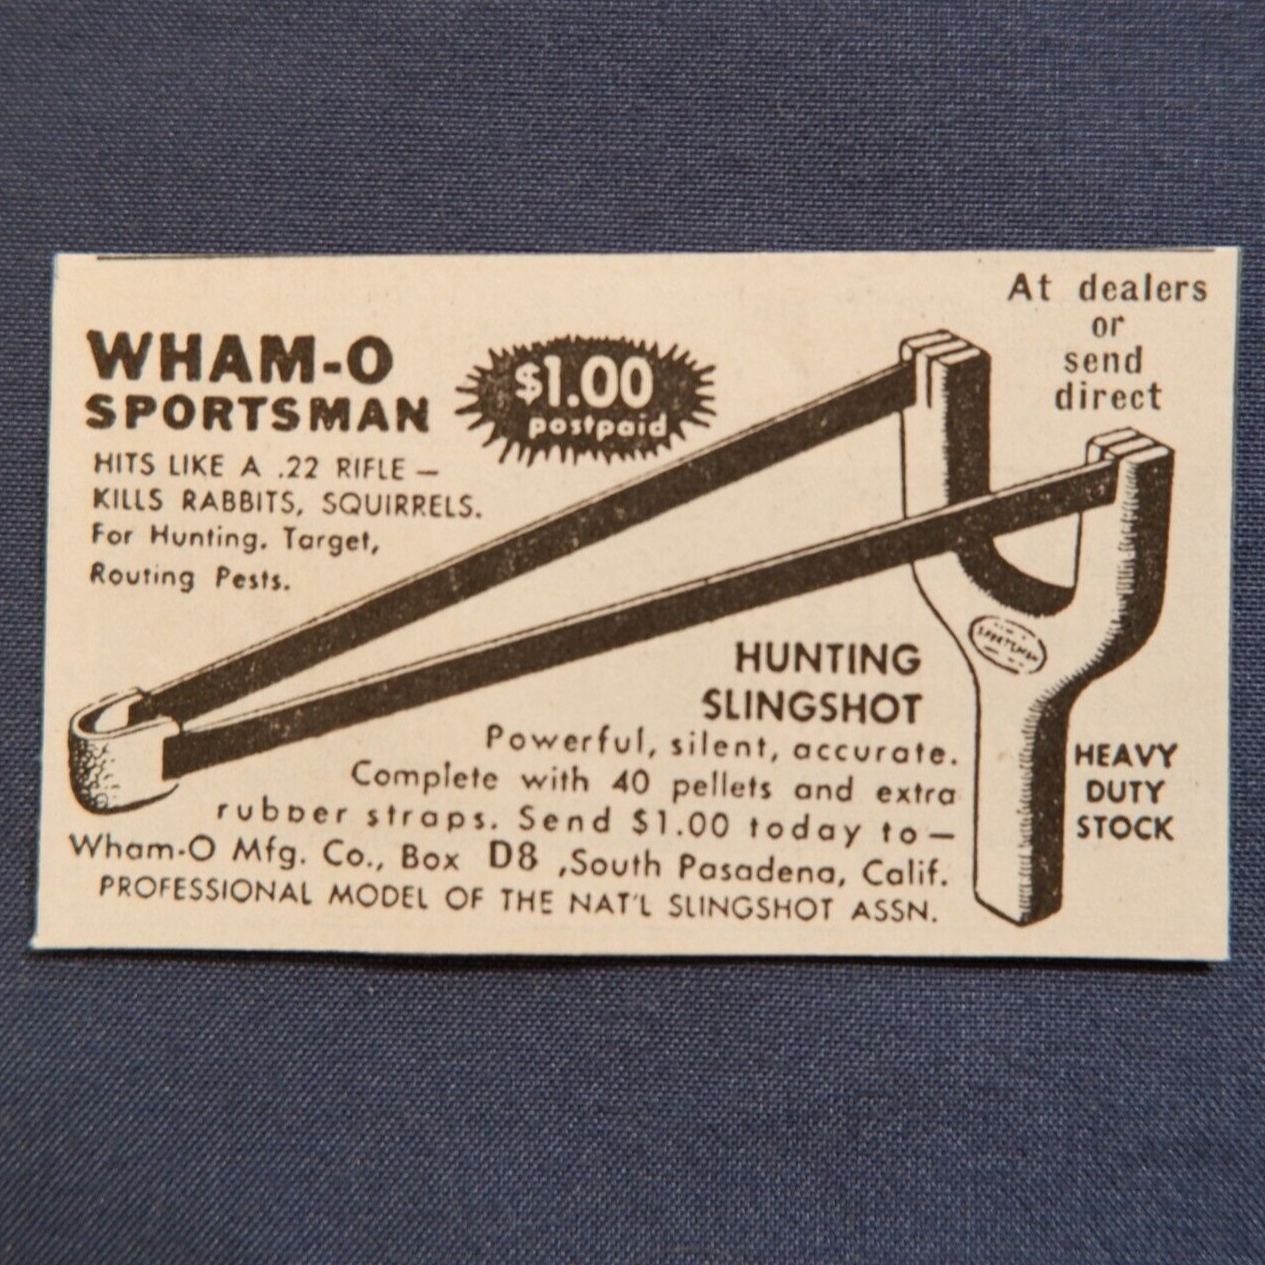 At dealers
or
send
direct
WHAM-O
SPORTSMAN
$1.00
postpaid
HITS LIKE A .22 RIFLE —
KILLS RABBITS, SQUIRRELS.
For Hunting. Target,
Routing Pests.
SPORTSMAN
HUNTING
SLINGSHOT
Powerful, silent, accurate.
Complete with 40 pellets and extra
rubber straps. Send $1.00 today to —
Wham-O Mfg. Co., Box D8 ,South Pasadena, Calif.
PROFESSIONAL MODEL OF THE NAT'L SLINGSHOT ASSN.
HEAVY
DUTY
STOCK